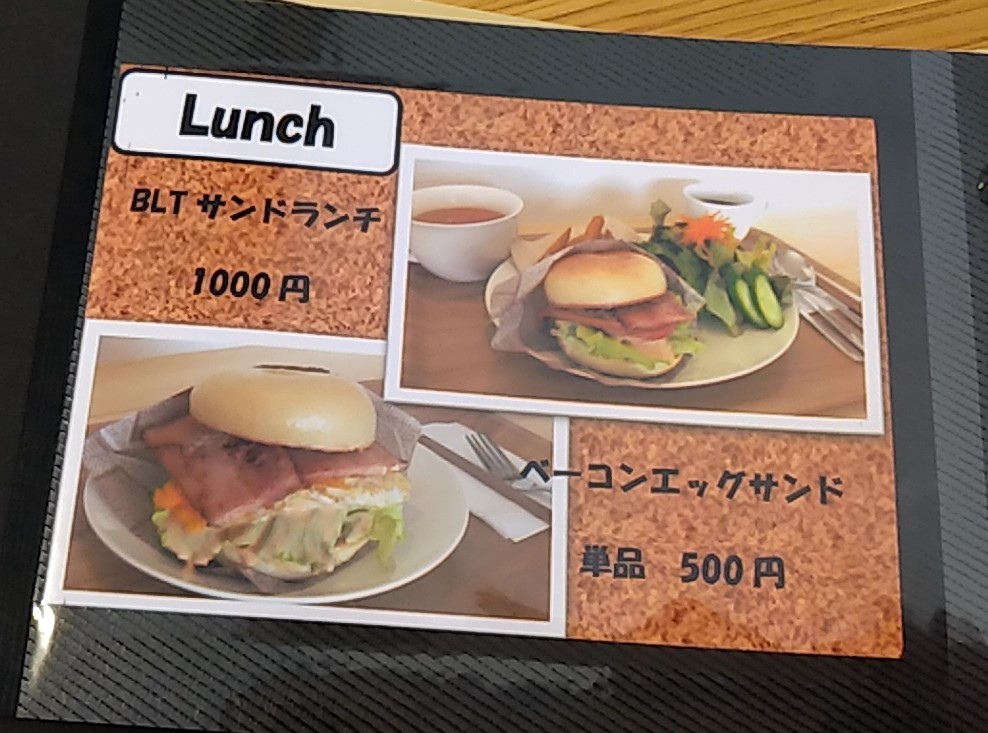 Lunch
BLT サンドランチ
1000 円
ベーコンエッグサンド
単品 500 円